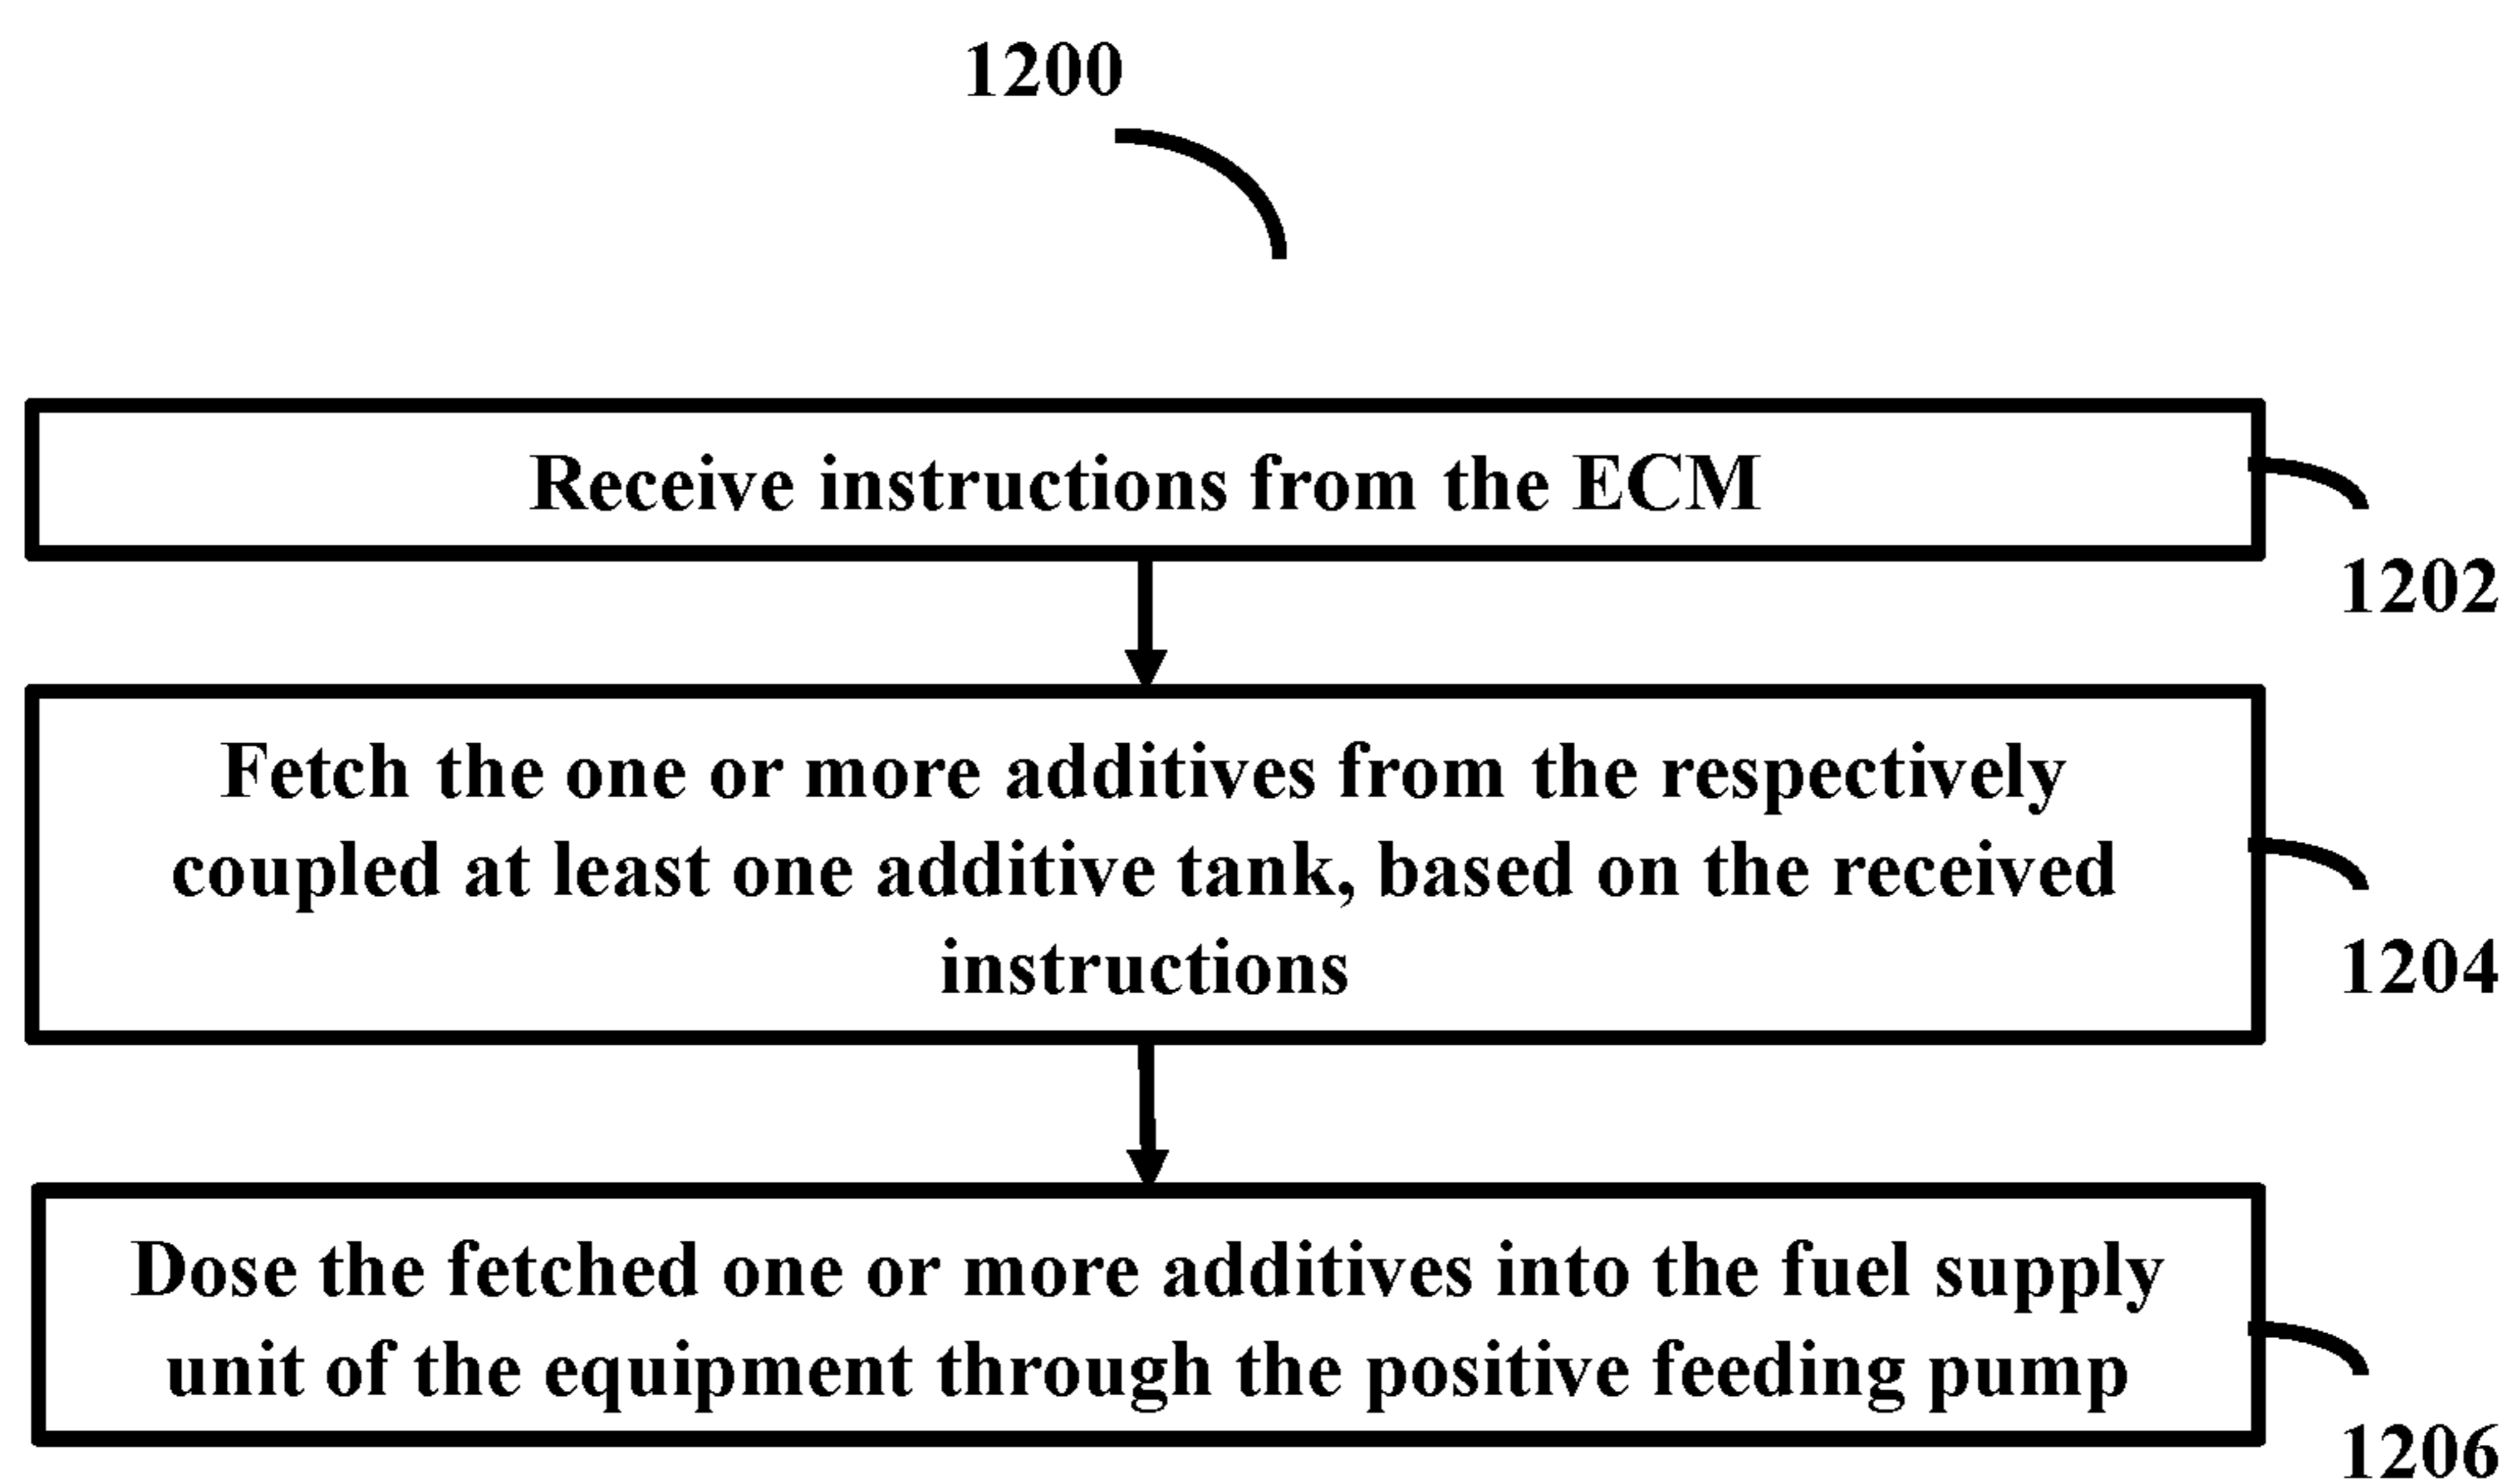 1200
Receive instructions from the ECM
1202
Fetch the one or more additives from the respectively
coupled at least one additive tank, based on the received
instructions
1204
Dose the fetched one or more additives into the fuel supply
unit of the equipment through the positive feeding pump
1206